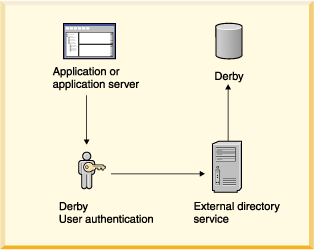 Application or
application server
Derby
Derby
User authentication
External directory
service